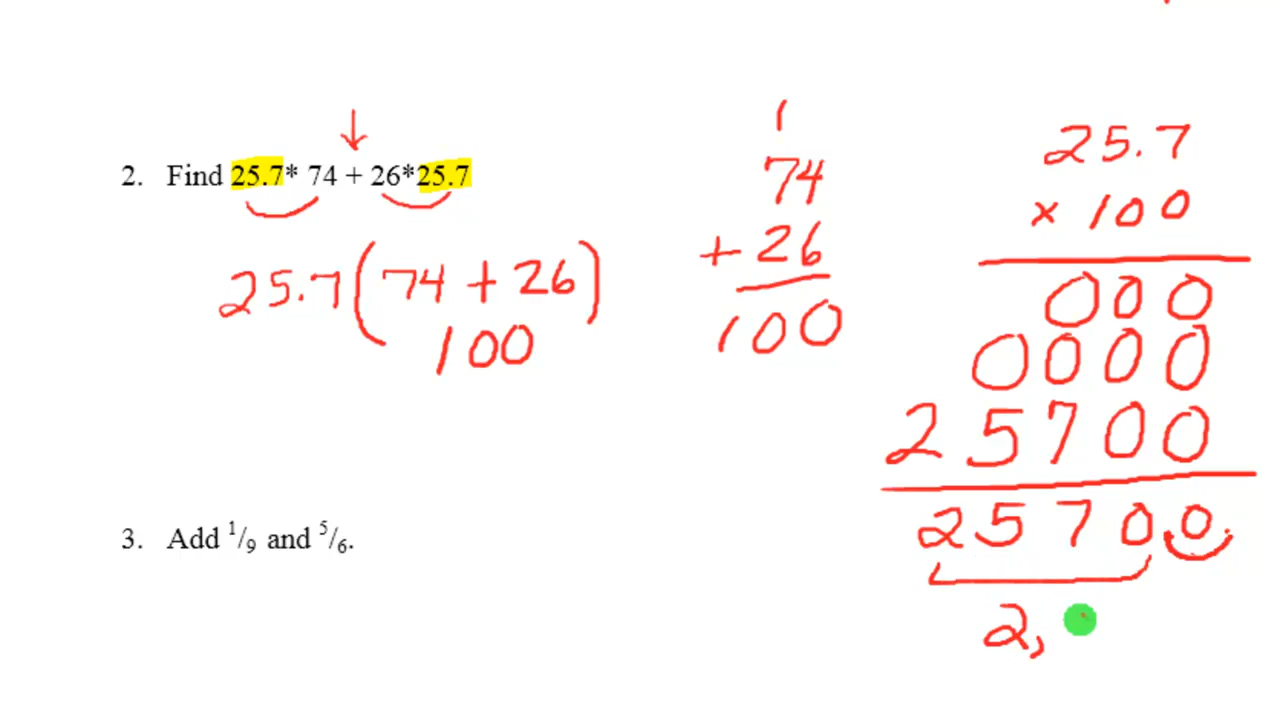 2. Find 25.7* 74 + 26*25.7
25.7(74 + 26)
100
1
74
+ 26
100
25.7
x 100
000
0000
25700
25700.
2,
3. Add 1/9 and 5/6.